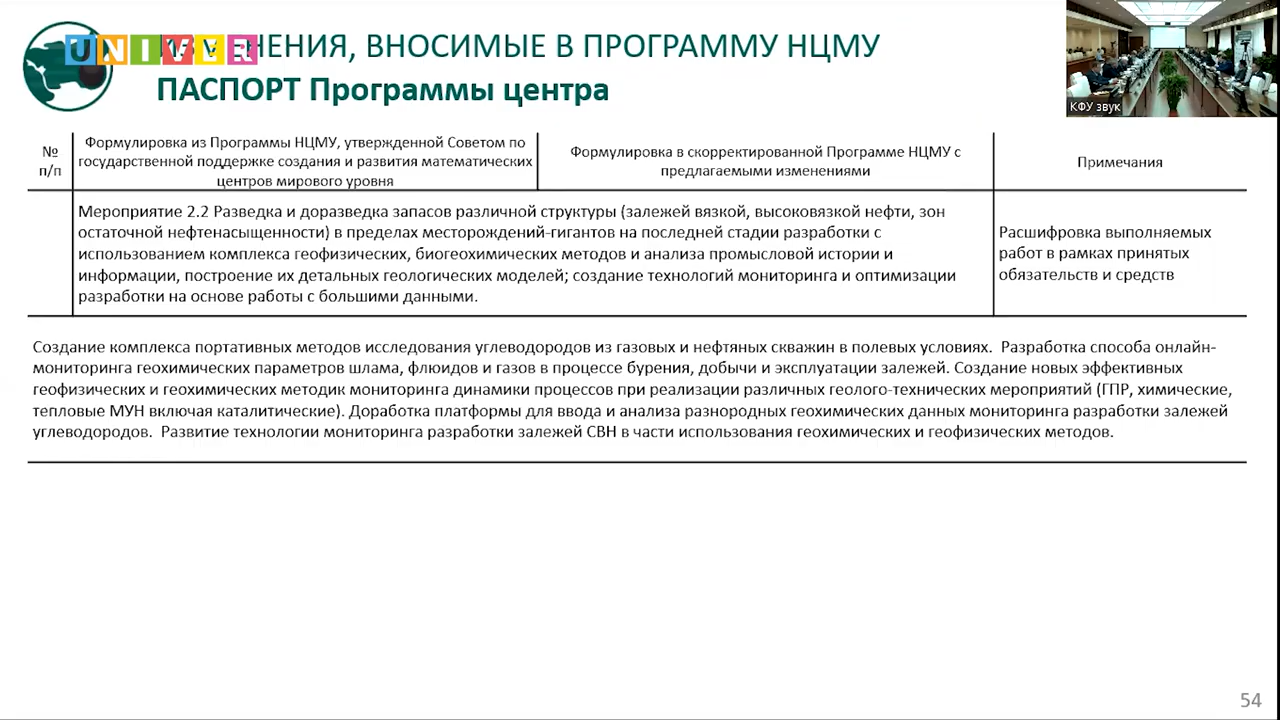 UNIVER
ИЗМЕНЕНИЯ, ВНОСИМЫЕ В ПРОГРАММУ НЦМУ
ПАСПОРТ Программы центра
КФУ звук
№
п/п
Формулировка из Программы НЦМУ, утвержденной Советом по
государственной поддержке создания и развития математических
центров мирового уровня
Формулировка в скорректированной Программе НЦМУ с
предлагаемыми изменениями
Примечания
Мероприятие 2.2 Разведка и доразведка запасов различной структуры (залежей вязкой, высоковязкой нефти, зон
остаточной нефтенасыщенности) в пределах месторождений-гигантов на последней стадии разработки с
использованием комплекса геофизических, биогеохимических методов и анализа промысловой истории и
информации, построение их детальных геологических моделей; создание технологий мониторинга и оптимизации
разработки на основе работы с большими данными.
Расшифровка выполняемых
работ в рамках принятых
обязательств и средств
Создание комплекса портативных методов исследования углеводородов из газовых и нефтяных скважин в полевых условиях. Разработка способа онлайн-
мониторинга геохимических параметров шлама, флюидов и газов в процессе бурения, добычи и эксплуатации залежей. Создание новых эффективных
геофизических и геохимических методик мониторинга динамики процессов при реализации различных геолого-технических мероприятий (ГПР, химические,
тепловые МУН включая каталитические). Доработка платформы для ввода и анализа разнородных геохимических данных мониторинга разработки залежей
углеводородов. Развитие технологии мониторинга разработки залежей СВН в части использования геохимических и геофизических методов.
54